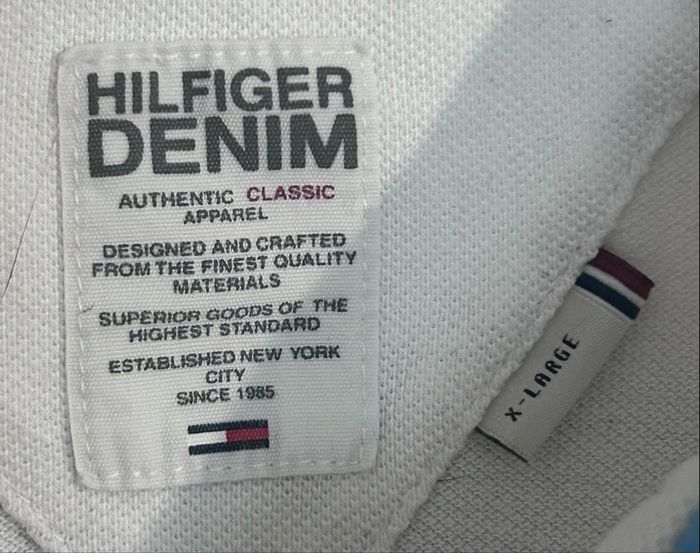 HILFIGER
DENIM
AUTHENTIC CLASSIC
APPAREL
DESIGNED AND CRAFTED
FROM THE FINEST QUALITY
MATERIALS
SUPERIOR GOODS OF THE
HIGHEST STANDARD
ESTABLISHED NEW YORK
CITY
SINCE 1985
X-LARGE